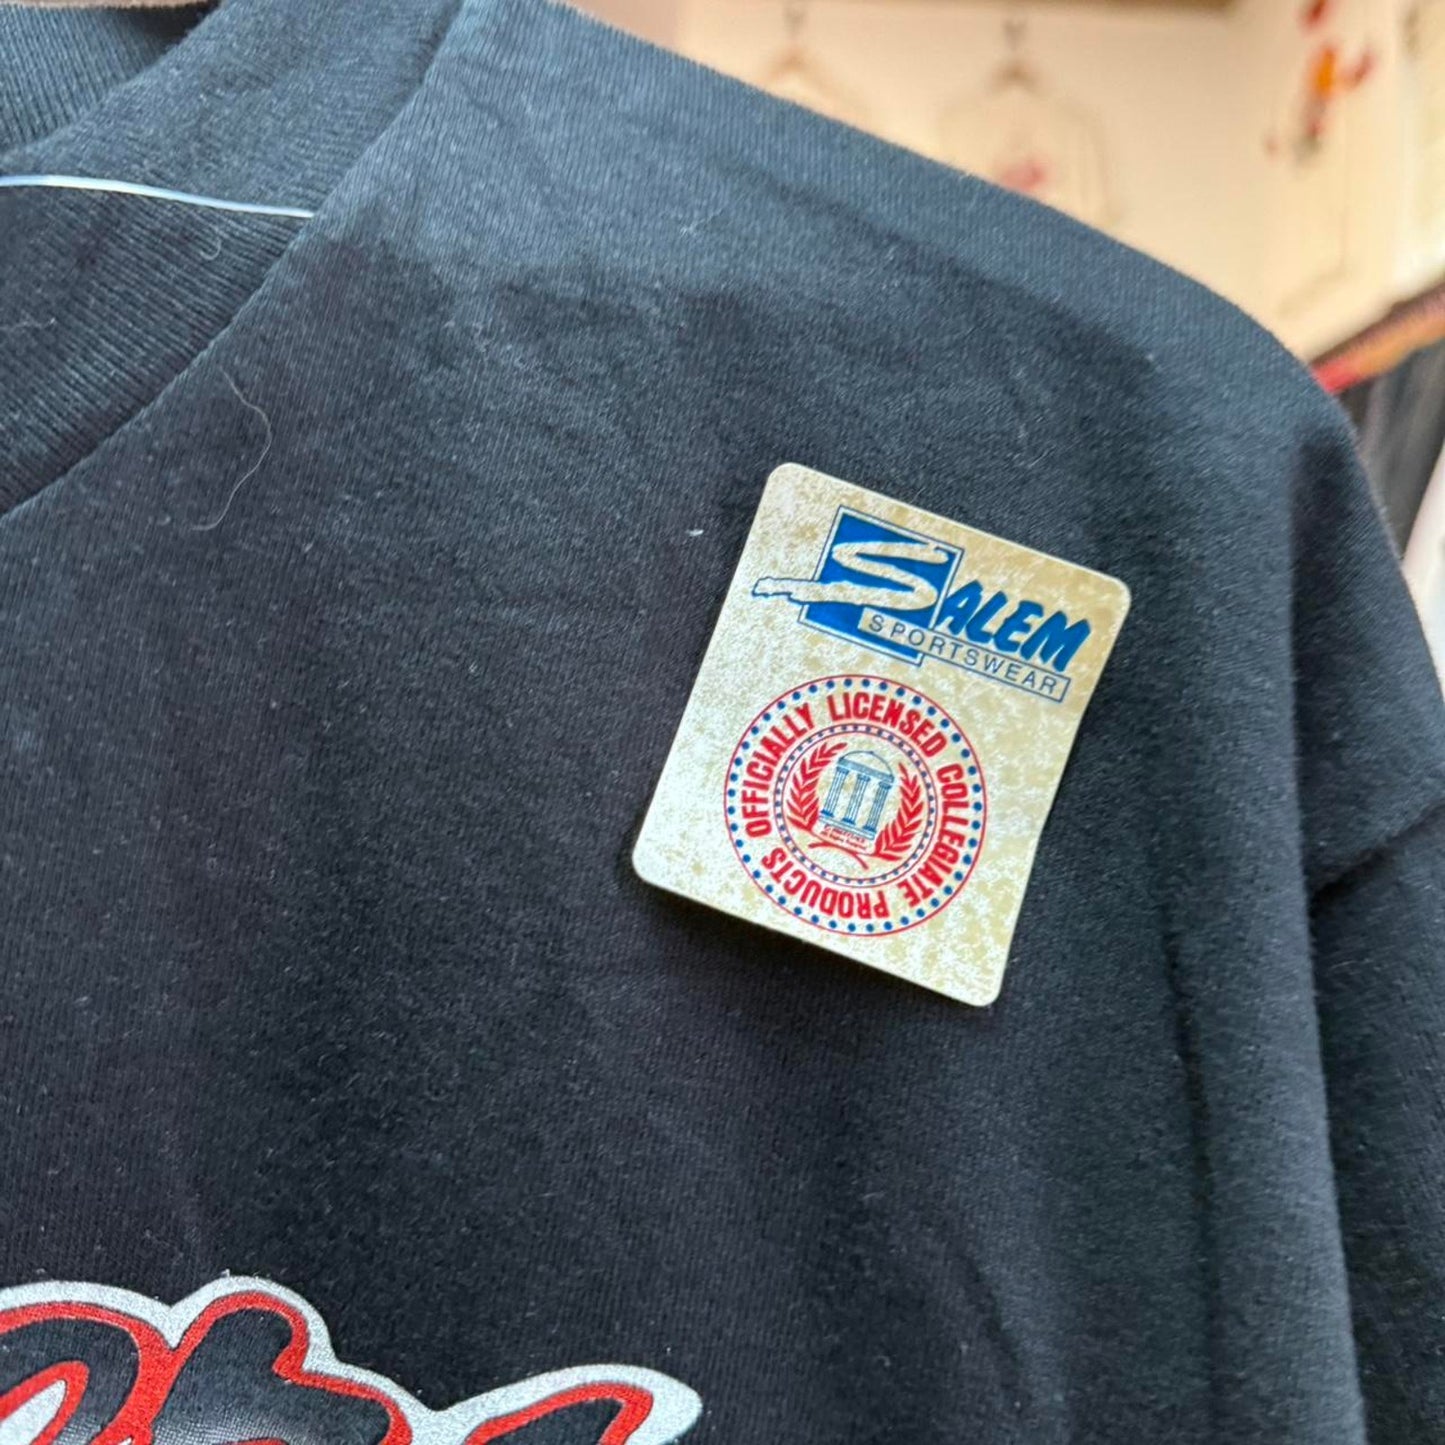 SALEM
SPORTSWEAR
OFFICIALLY LICENSED COLLEGIATE PRODUCTS